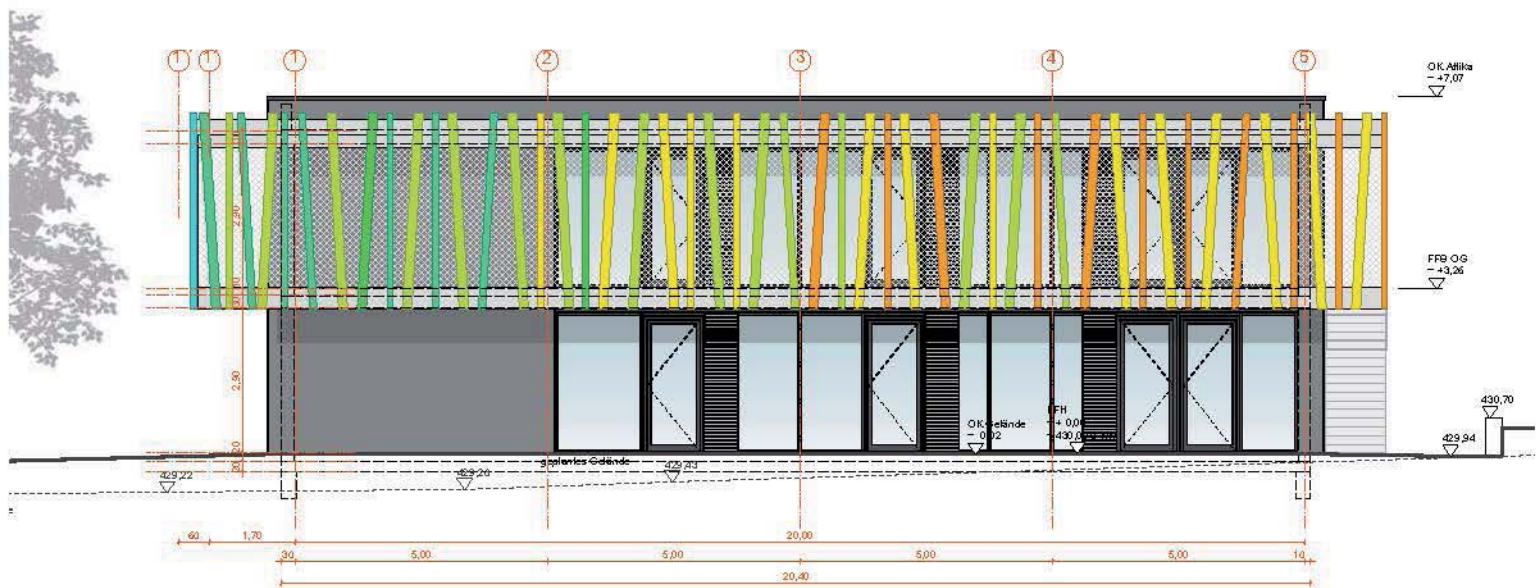 1'' 1' 1 2 3 4 5
OK Attika
+7,07
2,90
FFB OG
+3,26
2,90
OK Gelände
- 0,02
FFH
+ 0,00
430,70
429,94
geplantes Gelände
429,22
429,20
429,43
60 1,70 20,00
30 5,00 5,00 5,00 5,00 10
20,40